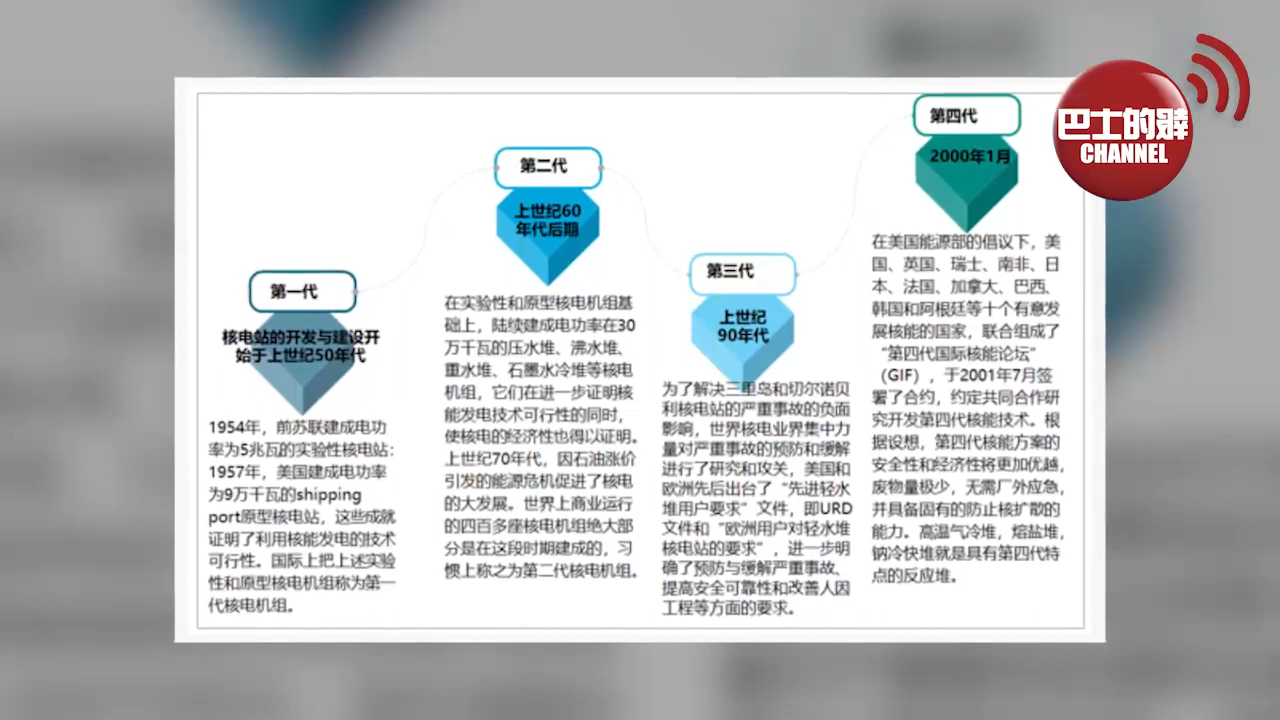 第一代
核电站的开发与建设开
始于上世纪50年代
1954年，前苏联建成电功
率为5兆瓦的实验性核电站；
1957年，美国建成电功率
为9万千瓦的shipping
port原型核电站，这些成就
证明了利用核能发电的技术
可行性。国际上把上述实验
性和原型核电机组称为第一
代核电机组。
第二代
上世纪60
年代后期
在实验性和原型核电机组基
础上，陆续建成电功率在30
万千瓦的压水堆、沸水堆、
重水堆、石墨水冷堆等核电
机组，它们在进一步证明核
能发电技术可行性的同时，
使核电的经济性也得以证明。
上世纪70年代，因石油涨价
引发的能源危机促进了核电
的大发展。世界上商业运行
的四百多座核电机组绝大部
分是在这段时期建成的，习
惯上称之为第二代核电机组。
第三代
上世纪
90年代
为了解决三里岛和切尔诺贝
利核电站的严重事故的负面
影响，世界核电业界集中力
量对严重事故的预防和缓解
进行了研究和攻关，美国和
欧洲先后出台了“先进轻水
堆用户要求”文件，即URD
文件和“欧洲用户对轻水堆
核电站的要求”，进一步明
确了预防与缓解严重事故、
提高安全可靠性和改善人因
工程等方面的要求。
第四代
2000年1月
在美国能源部的倡议下，美
国、英国、瑞士、南非、日
本、法国、加拿大、巴西、
韩国和阿根廷等十个有意发
展核能的国家，联合组成了
“第四代国际核能论坛”
（GIF），于2001年7月签
署了合约，约定共同合作研
究开发第四代核能技术。根
据设想，第四代核能方案的
安全性和经济性将更加优越，
废物量极少，无需厂外应急，
并具备固有的防止核扩散的
能力。高温气冷堆，熔盐堆，
钠冷快堆就是具有第四代特
点的反应堆。
巴士的報
CHANNEL